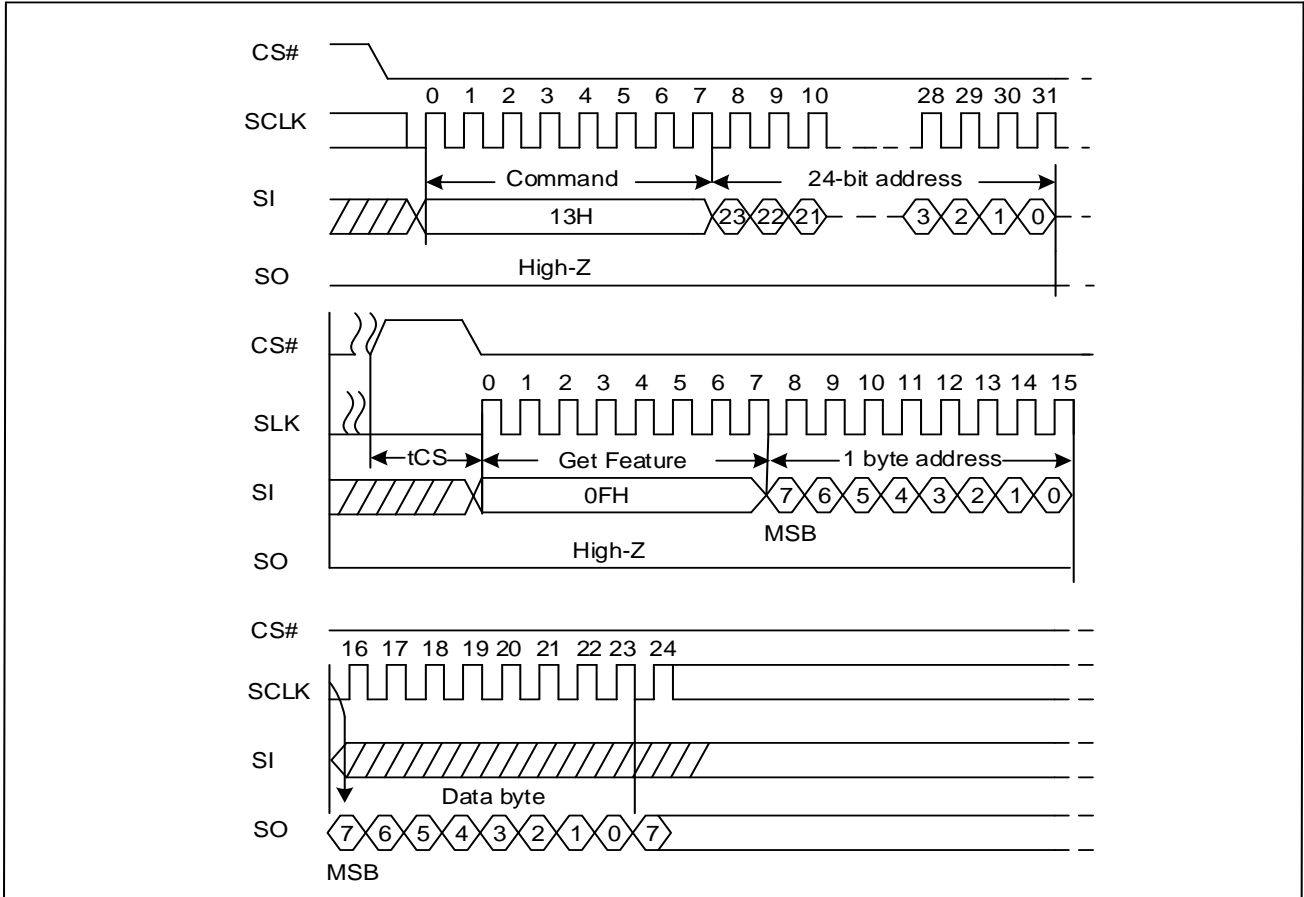 CS#
0 1 2 3 4 5 6 7 8 9 10 28 29 30 31
SCLK
Command 24-bit address
SI
13H 23 22 21 3 2 1 0
High-Z
SO
CS#
0 1 2 3 4 5 6 7 8 9 10 11 12 13 14 15
SLK
tCS Get Feature 1 byte address
SI
0FH 7 6 5 4 3 2 1 0
MSB
High-Z
SO
CS#
16 17 18 19 20 21 22 23 24
SCLK
SI
Data byte
SO 7 6 5 4 3 2 1 0 7
MSB